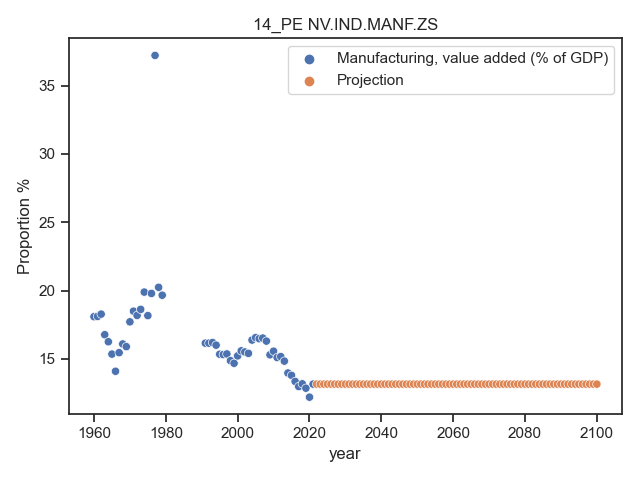 14_PE NV.IND.MANF.ZS
Manufacturing, value added (% of GDP)
Projection
Proportion %
35
30
25
20
15
1960 1980 2000 2020 2040 2060 2080 2100
year